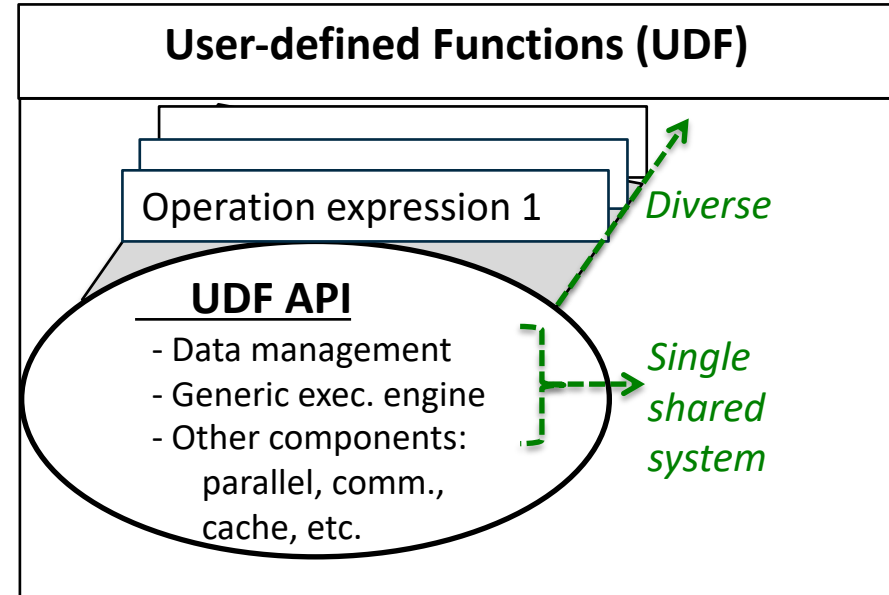 User-defined Functions (UDF)
Operation expression 1
Diverse
UDF API
- Data management
- Generic exec. engine
- Other components:
parallel, comm.,
cache, etc.
Single
shared
system